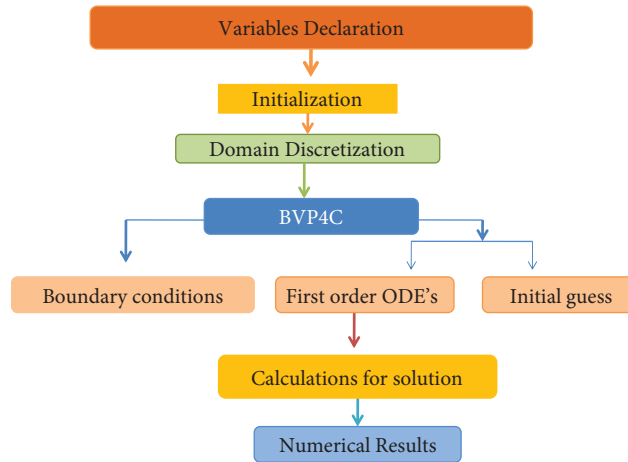 Variables Declaration
Initialization
Domain Discretization
BVP4C
Boundary conditions
First order ODE's
Initial guess
Calculations for solution
Numerical Results